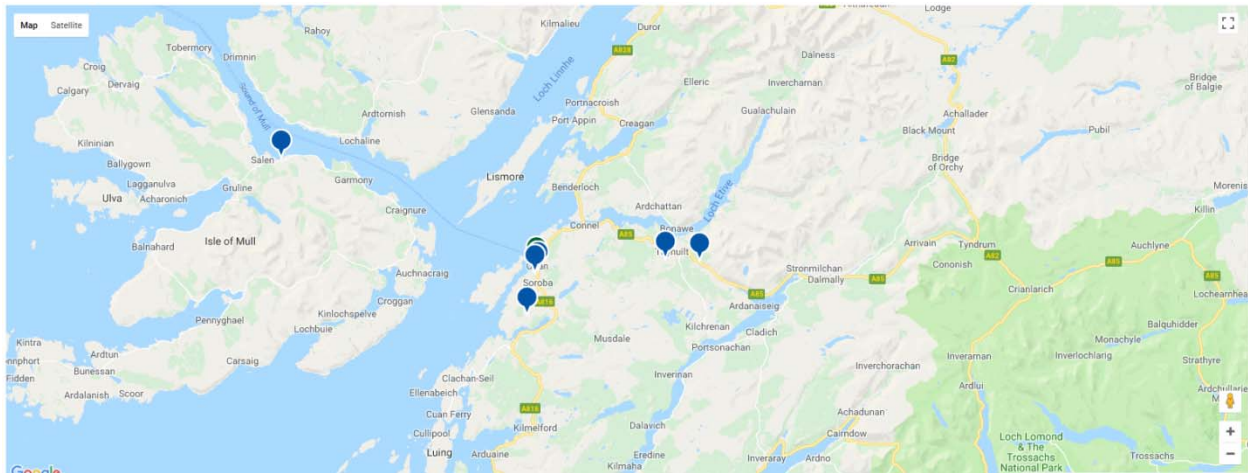 Map Satellite
Kilmalieu
Duror
Lodge
Rahoy
Tobermory
Drimnin
A828
Dalness
A82
Croig
Dervaig
Calgary
Sound of Mull
Loch Linnhe
Elleric
Invercharnan
Bridge
of Balgie
Ardtornish
Glensanda
Portnacroish
Port Appin
Creagan
Gualachulain
Achallader
Black Mount
Pubil
Kilninian
Lochaline
Salen
Ballygown
Lagganulva
Ulva
Acharonich
Gruline
Garmony
Lismore
Benderloch
Bridge
of Orchy
Morenis
Killin
Craignure
Ardchattan
Loch Etive
Connel
Bonawe
A85
Balnahard
Isle of Mull
Arrivain
Tyndrum
A82
Cononish
Auchlyne
A85
A85
Auchnacraig
Soroba
A816
Stronmilchan
Dalmally
A85
Crianlarich
Lochearnhea
Croggan
Kinlochspelve
Pennyghael
Lochbuie
A85
Ardanaiseig
Kilchrenan
Cladich
Portsonachan
Musdale
Balquhidder
Monachyle
Kintra
Ardtun
Bunessan
Fidden
Ardalanish
Scoor
Carsaig
Inverarnan
Inverlochlarig
Strathyre
Inverchorachan
Inverinan
Ardlui
Clachan-Seil
Ellenabeich
Cuan Ferry
Cullipool
Luing
A816
Kilmelford
Arduaine
Dalavich
Eredine
Kilmaha
Achadunan
Cairndow
Inveraray
Ardno
Loch Lomond
& The
Trossachs
National Park
Trossachs
Google